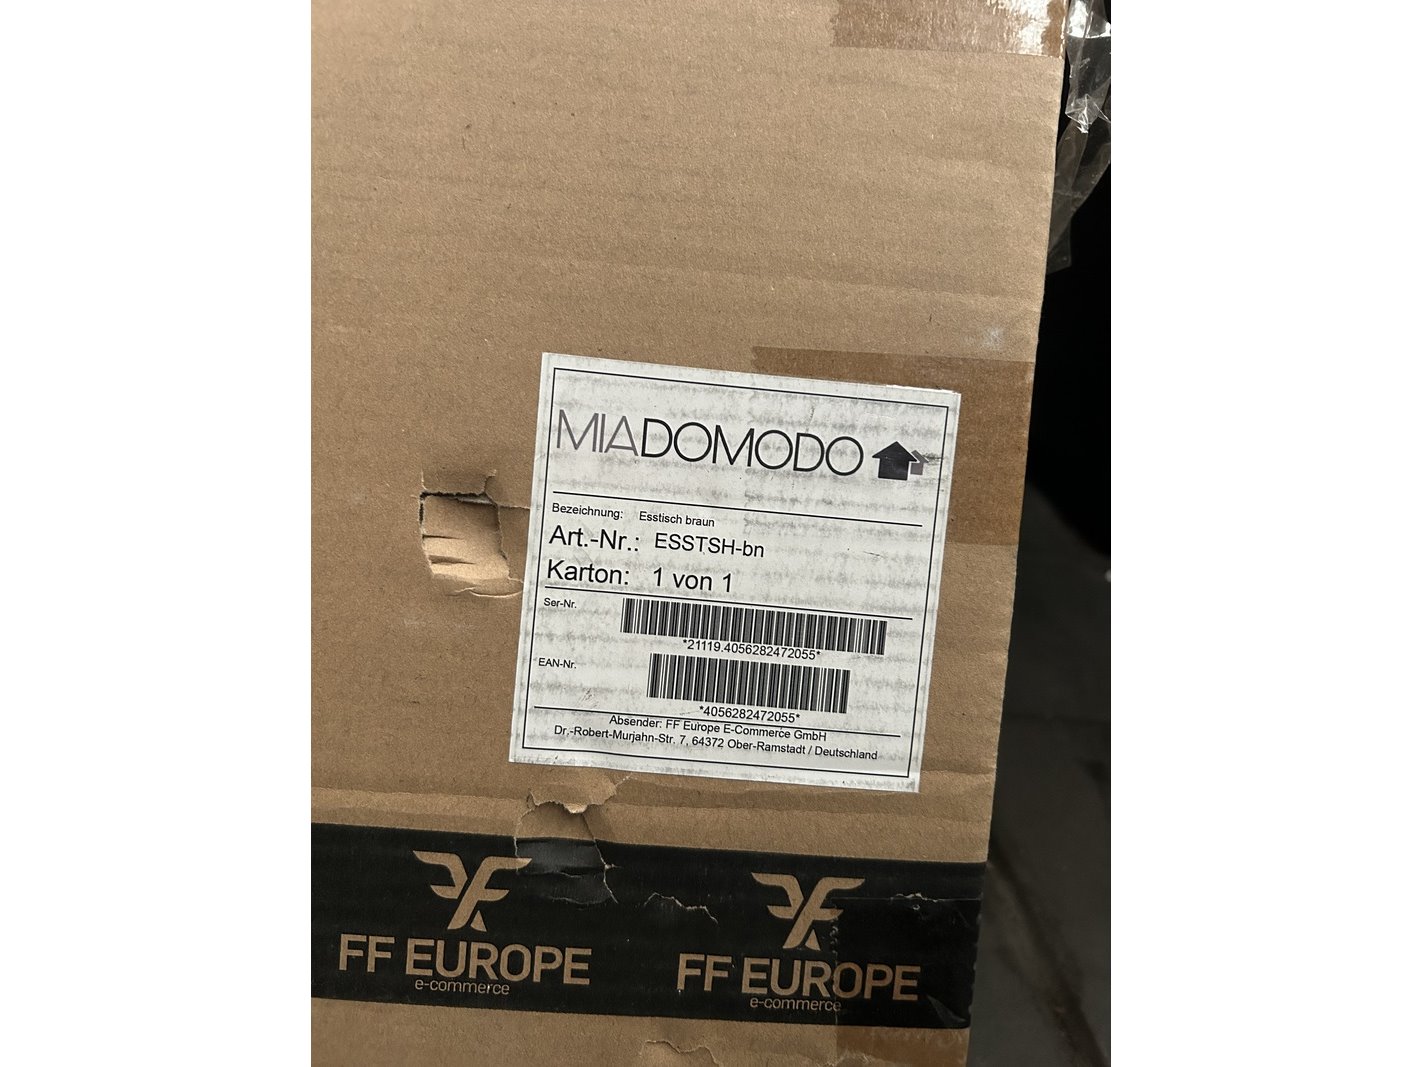 MIADOMODO
Bezeichnung: Esstisch braun
Art.-Nr.: ESSTSH-bn
Karton: 1 von 1
Ser-Nr.
*21119.4056282472055*
EAN-Nr.
*4056282472055*
Absender: FF Europe E-Commerce GmbH
Dr.-Robert-Murjahn-Str. 7, 64372 Ober-Ramstadt / Deutschland
FF EUROPE FF EUROPE
e-commerce e-commerce